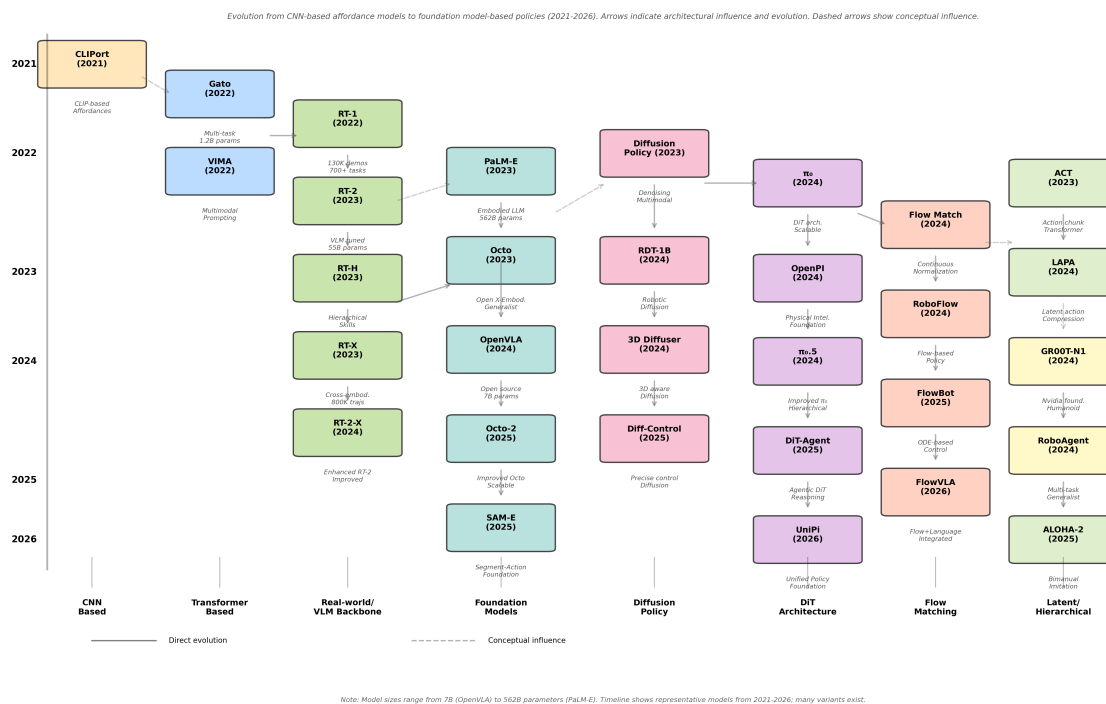 Evolution from CNN-based affordance models to foundation model-based policies (2021-2026). Arrows indicate architectural influence and evolution. Dashed arrows show conceptual influence.
2021
2022
2023
2024
2025
2026
CLIPort
(2021)
CLIP-based
Affordances
Gato
(2022)
Multi-task
1.2B params
VIMA
(2022)
Multimodal
Prompting
RT-1
(2022)
130K demos
700+ tasks
RT-2
(2023)
VLM tuned
55B params
RT-H
(2023)
Hierarchical
Skills
RT-X
(2023)
Cross-embod.
800K trajs
RT-2-X
(2024)
Enhanced RT-2
Improved
PaLM-E
(2023)
Embodied LLM
562B params
Octo
(2023)
Open X-Embod.
Generalist
OpenVLA
(2024)
Open source
7B params
Octo-2
(2025)
Improved Octo
Scalable
SAM-E
(2025)
Segment-Action
Foundation
Diffusion
Policy (2023)
Denoising
Multimodal
RDT-1B
(2024)
Robotic
Diffusion
3D Diffuser
(2024)
3D aware
Diffusion
Diff-Control
(2025)
Precise control
Diffusion
π₀
(2024)
DiT arch.
Scalable
OpenPI
(2024)
Physical Intel.
Foundation
π₀.5
(2024)
Improved π₀
Hierarchical
DiT-Agent
(2025)
Agentic DiT
Reasoning
UniPi
(2026)
Unified Policy
Foundation
Flow Match
(2024)
Continuous
Normalization
RoboFlow
(2024)
Flow-based
Policy
FlowBot
(2025)
ODE-based
Control
FlowVLA
(2026)
Flow+Language
Integrated
ACT
(2023)
Action chunk
Transformer
LAPA
(2024)
Latent action
Compression
GR00T-N1
(2024)
Nvidia found.
Humanoid
RoboAgent
(2024)
Multi-task
Generalist
ALOHA-2
(2025)
Bimanual
Imitation
CNN
Based
Transformer
Based
Real-world/
VLM Backbone
Foundation
Models
Diffusion
Policy
DiT
Architecture
Flow
Matching
Latent/
Hierarchical
Direct evolution
Conceptual influence
Note: Model sizes range from 7B (OpenVLA) to 562B parameters (PaLM-E). Timeline shows representative models from 2021-2026; many variants exist.